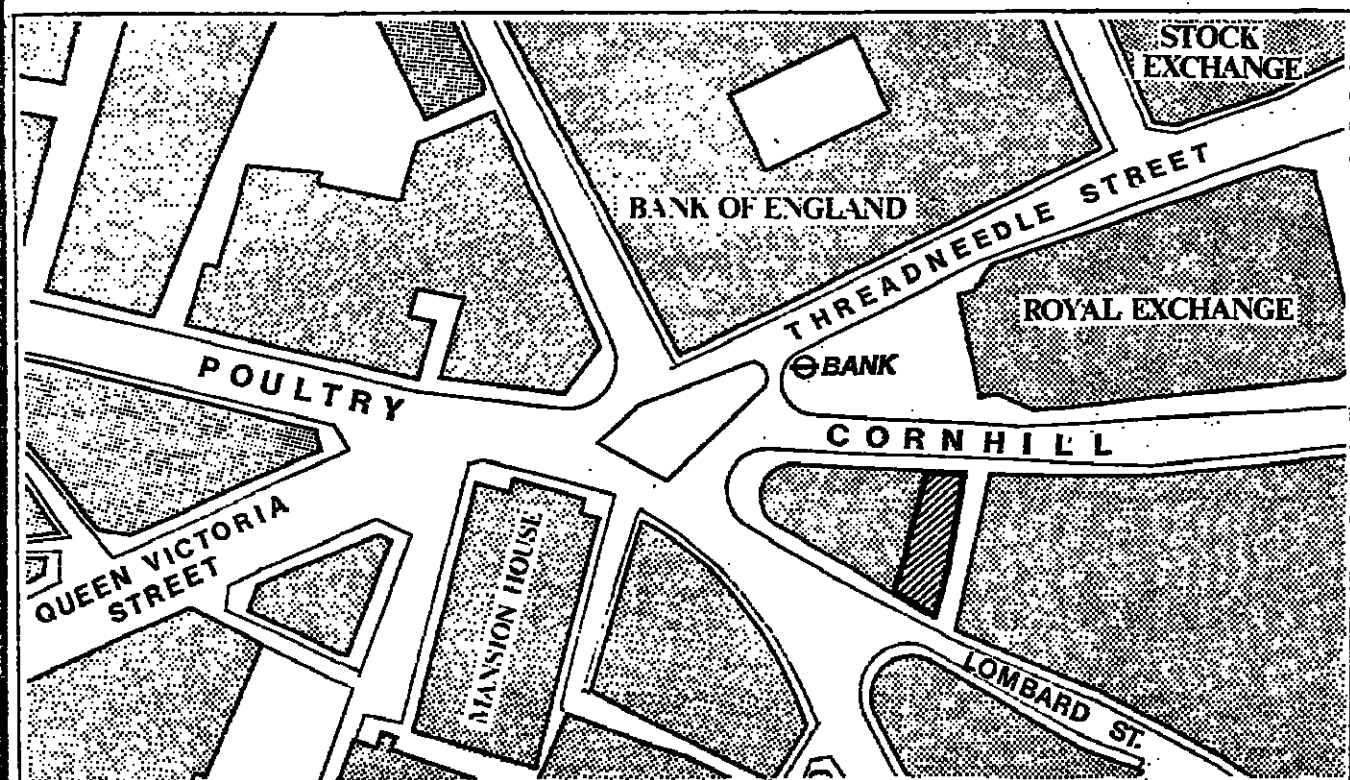 STOCK
EXCHANGE
BANK OF ENGLAND
THREADNEEDLE STREET
ROYAL EXCHANGE
BANK
POULTRY
CORNHILL
QUEEN VICTORIA
STREET
MANSION HOUSE
LOMBARD ST.